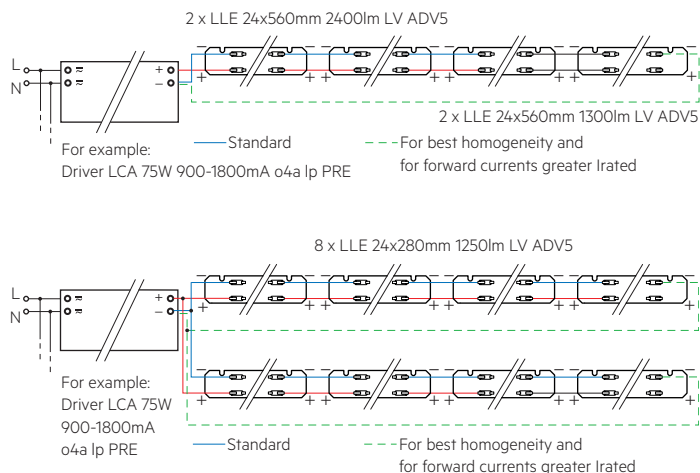 2 x LLE 24x560mm 2400lm LV ADV5
L
N
+
–
+ + + + + + +
2 x LLE 24x560mm 1300lm LV ADV5
Standard
For best homogeneity and
for forward currents greater Irated
For example:
Driver LCA 75W 900-1800mA o4a lp PRE
8 x LLE 24x280mm 1250lm LV ADV5
L
N
+
–
+ + + + + + + +
+ + + + + + + +
For example:
Driver LCA 75W
900-1800mA
o4a lp PRE
Standard
For best homogeneity and
for forward currents greater Irated